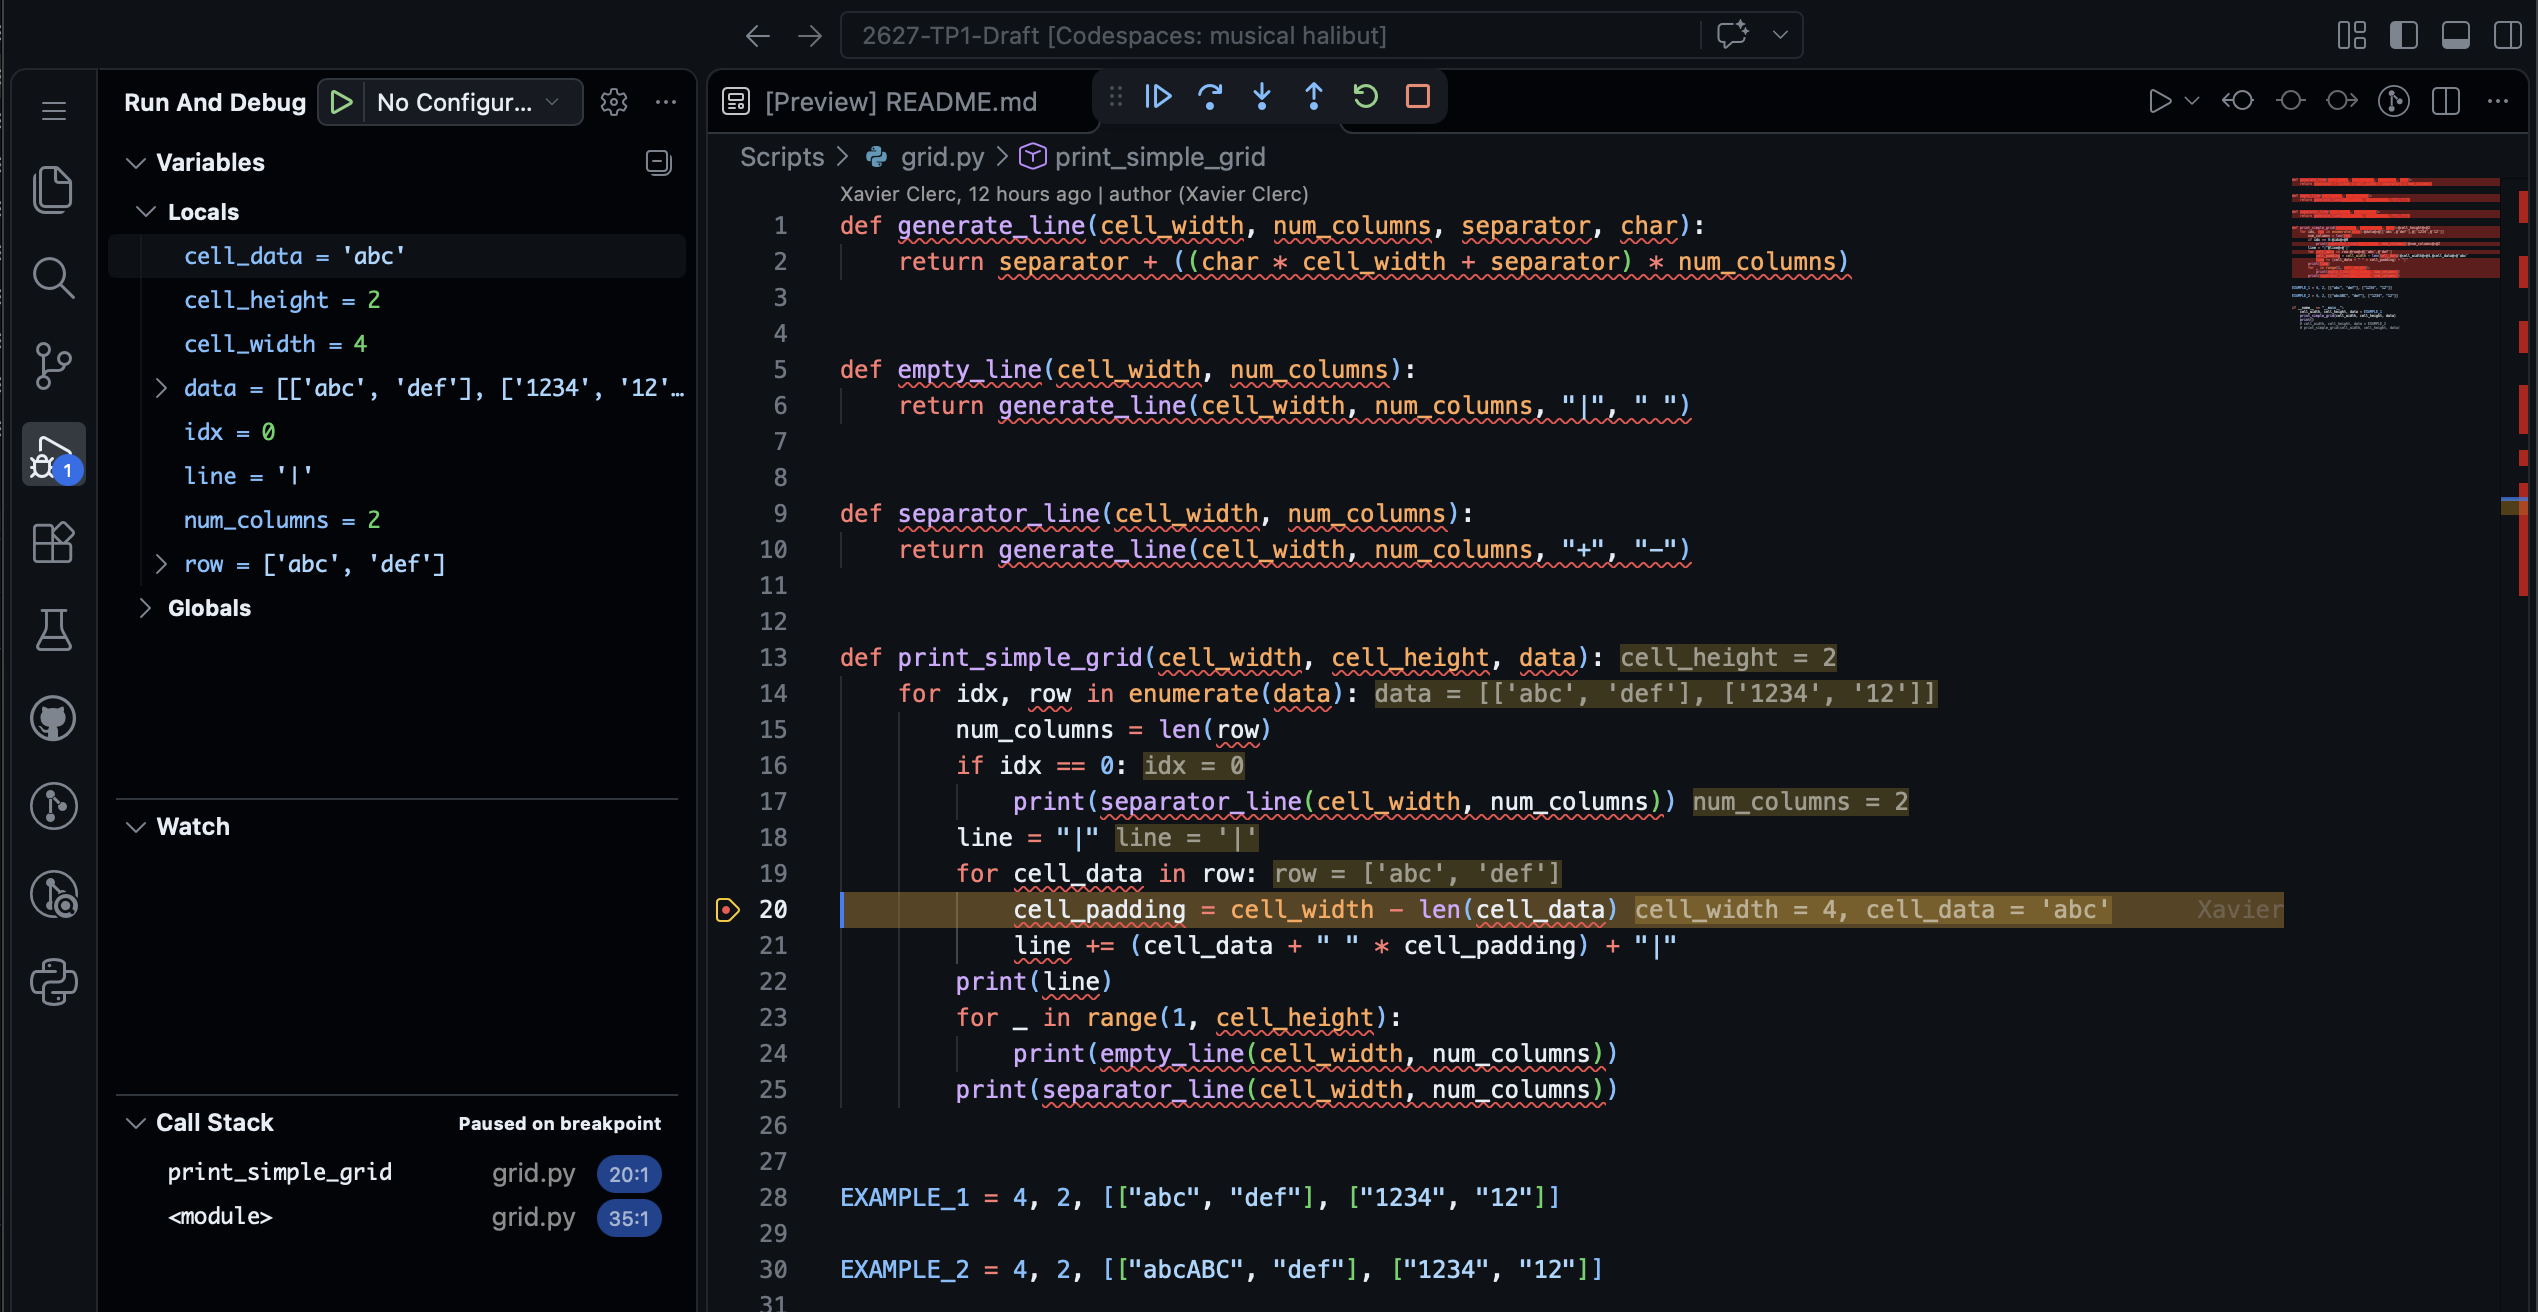 2627-TP1-Draft [Codespaces: musical halibut]
Run And Debug
No Configur...
[Preview] README.md
Variables
Locals
cell_data = 'abc'
cell_height = 2
cell_width = 4
data = [['abc', 'def'], ['1234', '12'…
idx = 0
line = '|'
num_columns = 2
row = ['abc', 'def']
Globals
1
Watch
Call Stack
Paused on breakpoint
print_simple_grid grid.py 20:1
<module> grid.py 35:1
Scripts > grid.py > print_simple_grid
Xavier Clerc, 12 hours ago | author (Xavier Clerc)
1 def generate_line(cell_width, num_columns, separator, char):
2     return separator + ((char * cell_width + separator) * num_columns)
3
4
5 def empty_line(cell_width, num_columns):
6     return generate_line(cell_width, num_columns, "|", " ")
7
8
9 def separator_line(cell_width, num_columns):
10     return generate_line(cell_width, num_columns, "+", "-")
11
12
13 def print_simple_grid(cell_width, cell_height, data): cell_height = 2
14     for idx, row in enumerate(data): data = [['abc', 'def'], ['1234', '12']]
15         num_columns = len(row)
16         if idx == 0: idx = 0
17             print(separator_line(cell_width, num_columns)) num_columns = 2
18         line = "|" line = '|'
19         for cell_data in row: row = ['abc', 'def']
20             cell_padding = cell_width - len(cell_data) cell_width = 4, cell_data = 'abc' Xavier
21             line += (cell_data + " " * cell_padding) + "|"
22         print(line)
23         for _ in range(1, cell_height):
24             print(empty_line(cell_width, num_columns))
25         print(separator_line(cell_width, num_columns))
26
27
28 EXAMPLE_1 = 4, 2, [["abc", "def"], ["1234", "12"]]
29
30 EXAMPLE_2 = 4, 2, [["abcABC", "def"], ["1234", "12"]]
31